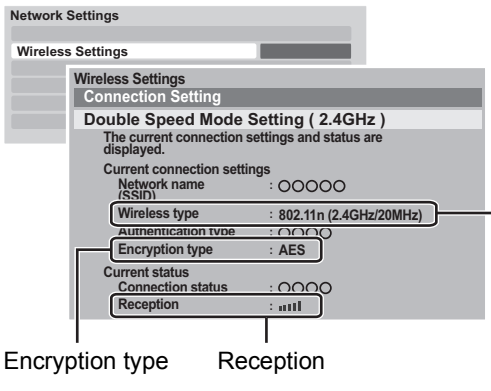 Network Settings
Wireless Settings
Wireless Settings
Connection Setting
Double Speed Mode Setting ( 2.4GHz )
The current connection settings and status are
displayed.
Current connection settings
Network name : ○○○○○
(SSID)
Wireless type : 802.11n (2.4GHz/20MHz)
Authentication type : ○○○○
Encryption type : AES
Current status
Connection status : ○○○○
Reception :
Encryption type Reception